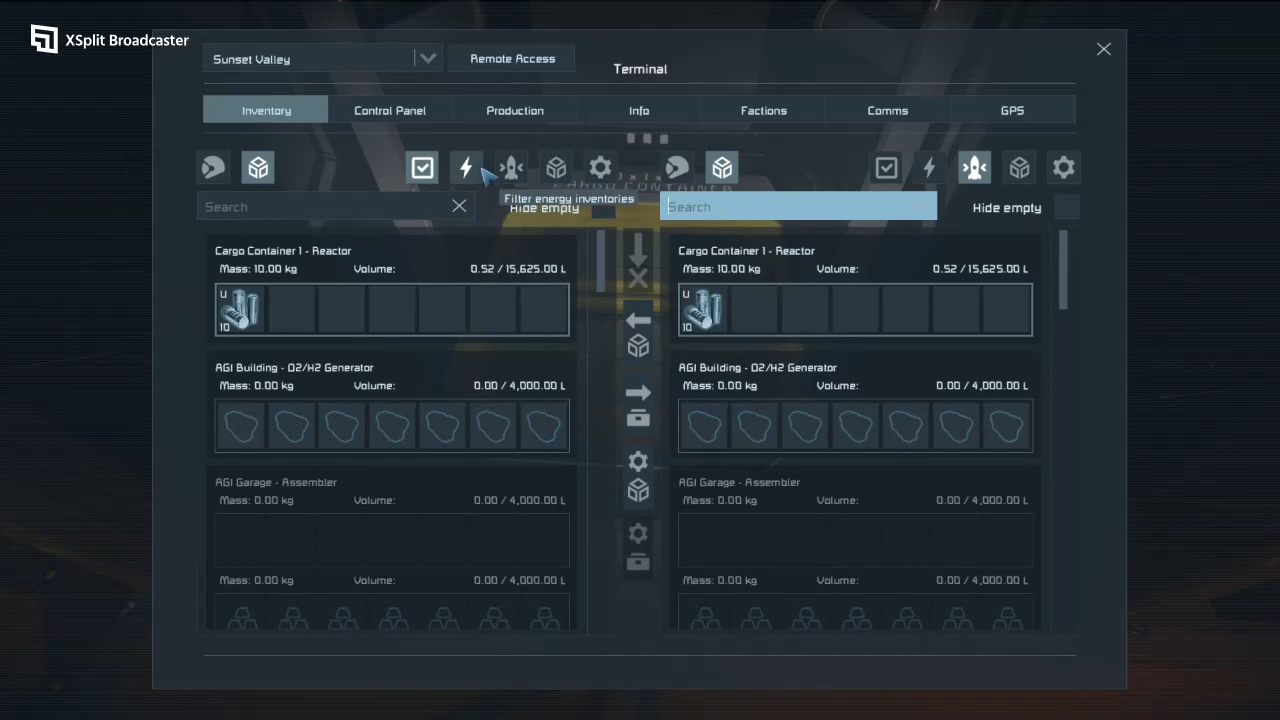 XSplit Broadcaster
Sunset Valley
Remote Access
Terminal
Inventory
Control Panel
Production
Info
Factions
Comms
GPS
CARGO CONTAINER
Search
Filter energy inventories
Hide empty
Search
Hide empty
Cargo Container 1 - Reactor
Mass: 10.00 kg Volume: 0.52 / 15,625.00 L
U
10
AGI Building - O2/H2 Generator
Mass: 0.00 kg Volume: 0.00 / 4,000.00 L
AGI Garage - Assembler
Mass: 0.00 kg Volume: 0.00 / 4,000.00 L
Mass: 0.00 kg Volume: 0.00 / 4,000.00 L
Cargo Container 1 - Reactor
Mass: 10.00 kg Volume: 0.52 / 15,625.00 L
U
10
AGI Building - O2/H2 Generator
Mass: 0.00 kg Volume: 0.00 / 4,000.00 L
AGI Garage - Assembler
Mass: 0.00 kg Volume: 0.00 / 4,000.00 L
Mass: 0.00 kg Volume: 0.00 / 4,000.00 L